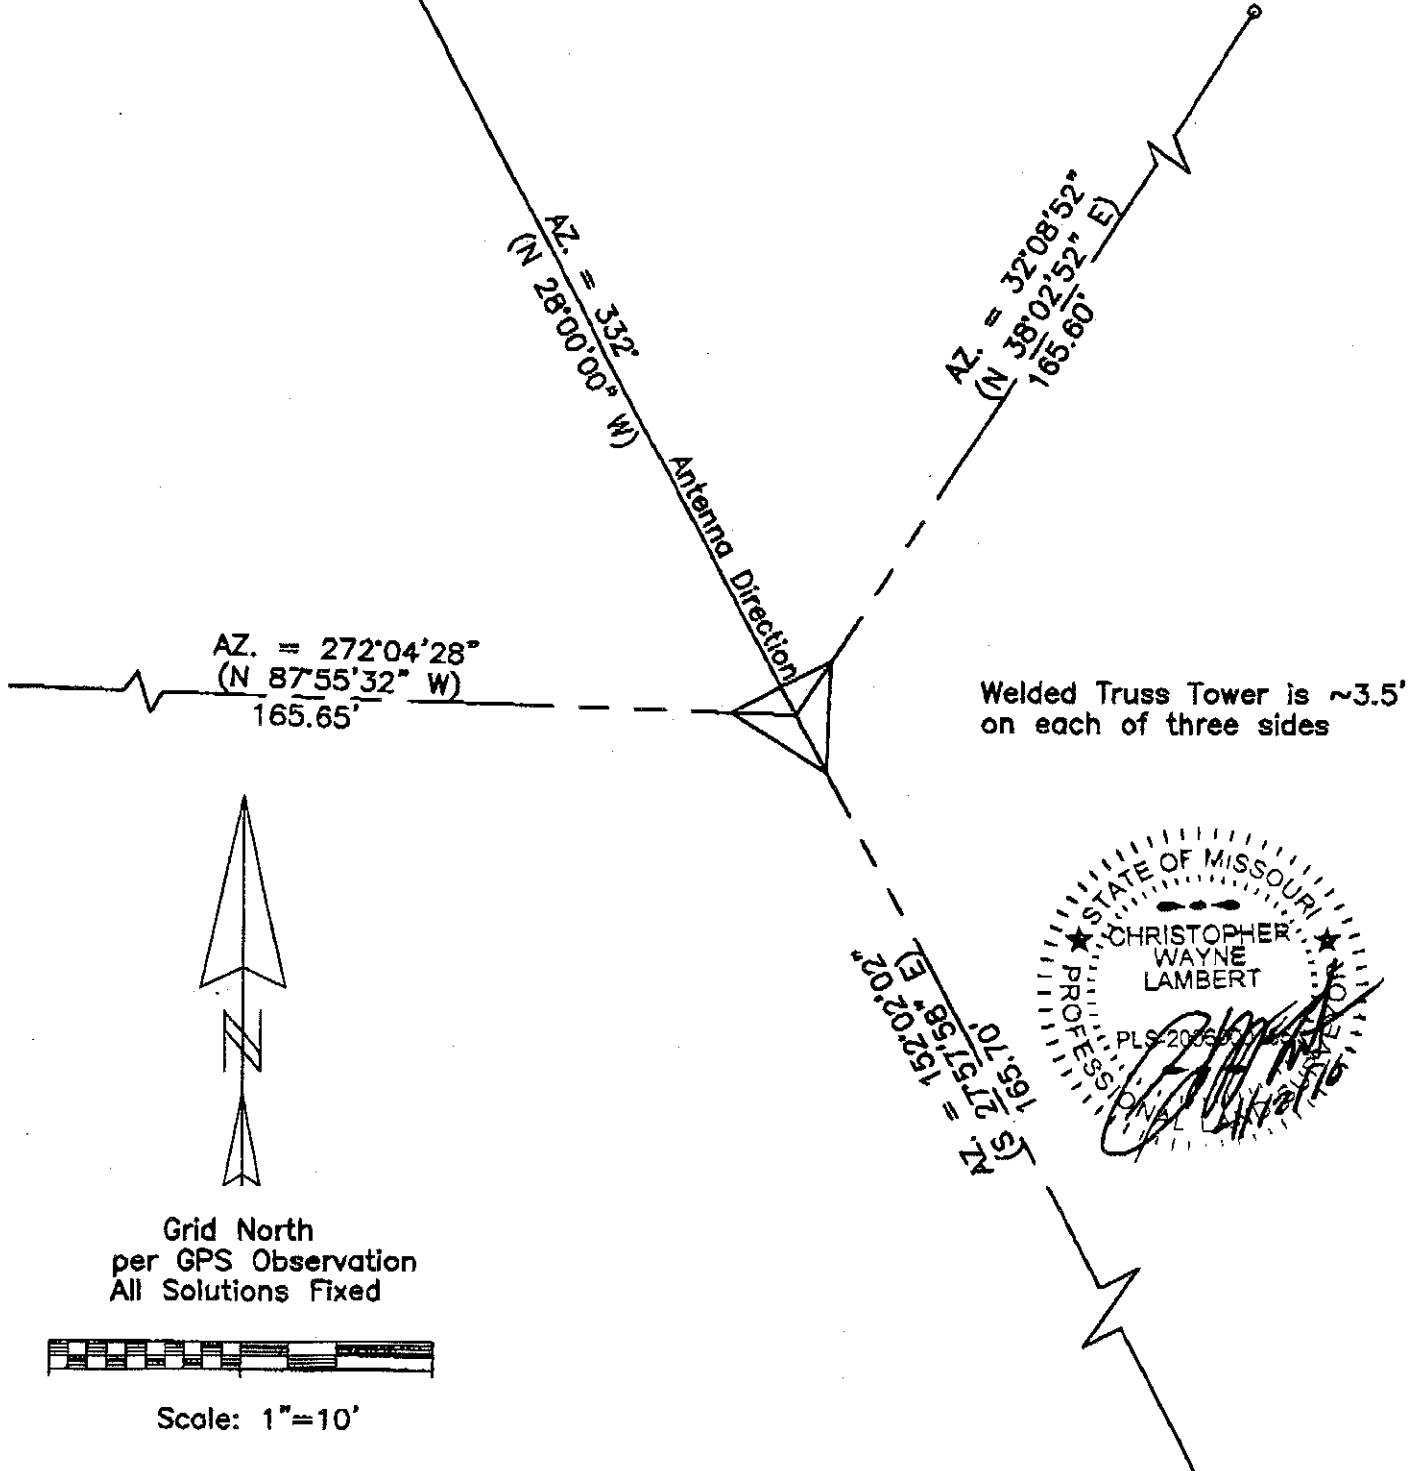 AZ. = 332°
(N 28°00'00" W)
Antenna Direction
AZ. = 32°08'52"
(N 38°02'52" E)
165.60'
AZ. = 272°04'28"
(N 87°55'32" W)
165.65'
Welded Truss Tower is ~3.5'
on each of three sides
AZ. = 152°02'02"
(S 27°57'58" E)
165.70'
STATE OF MISSOURI
CHRISTOPHER
WAYNE
LAMBERT
PROFESSIONAL LAND
N
Grid North
per GPS Observation
All Solutions Fixed
Scale: 1"=10'